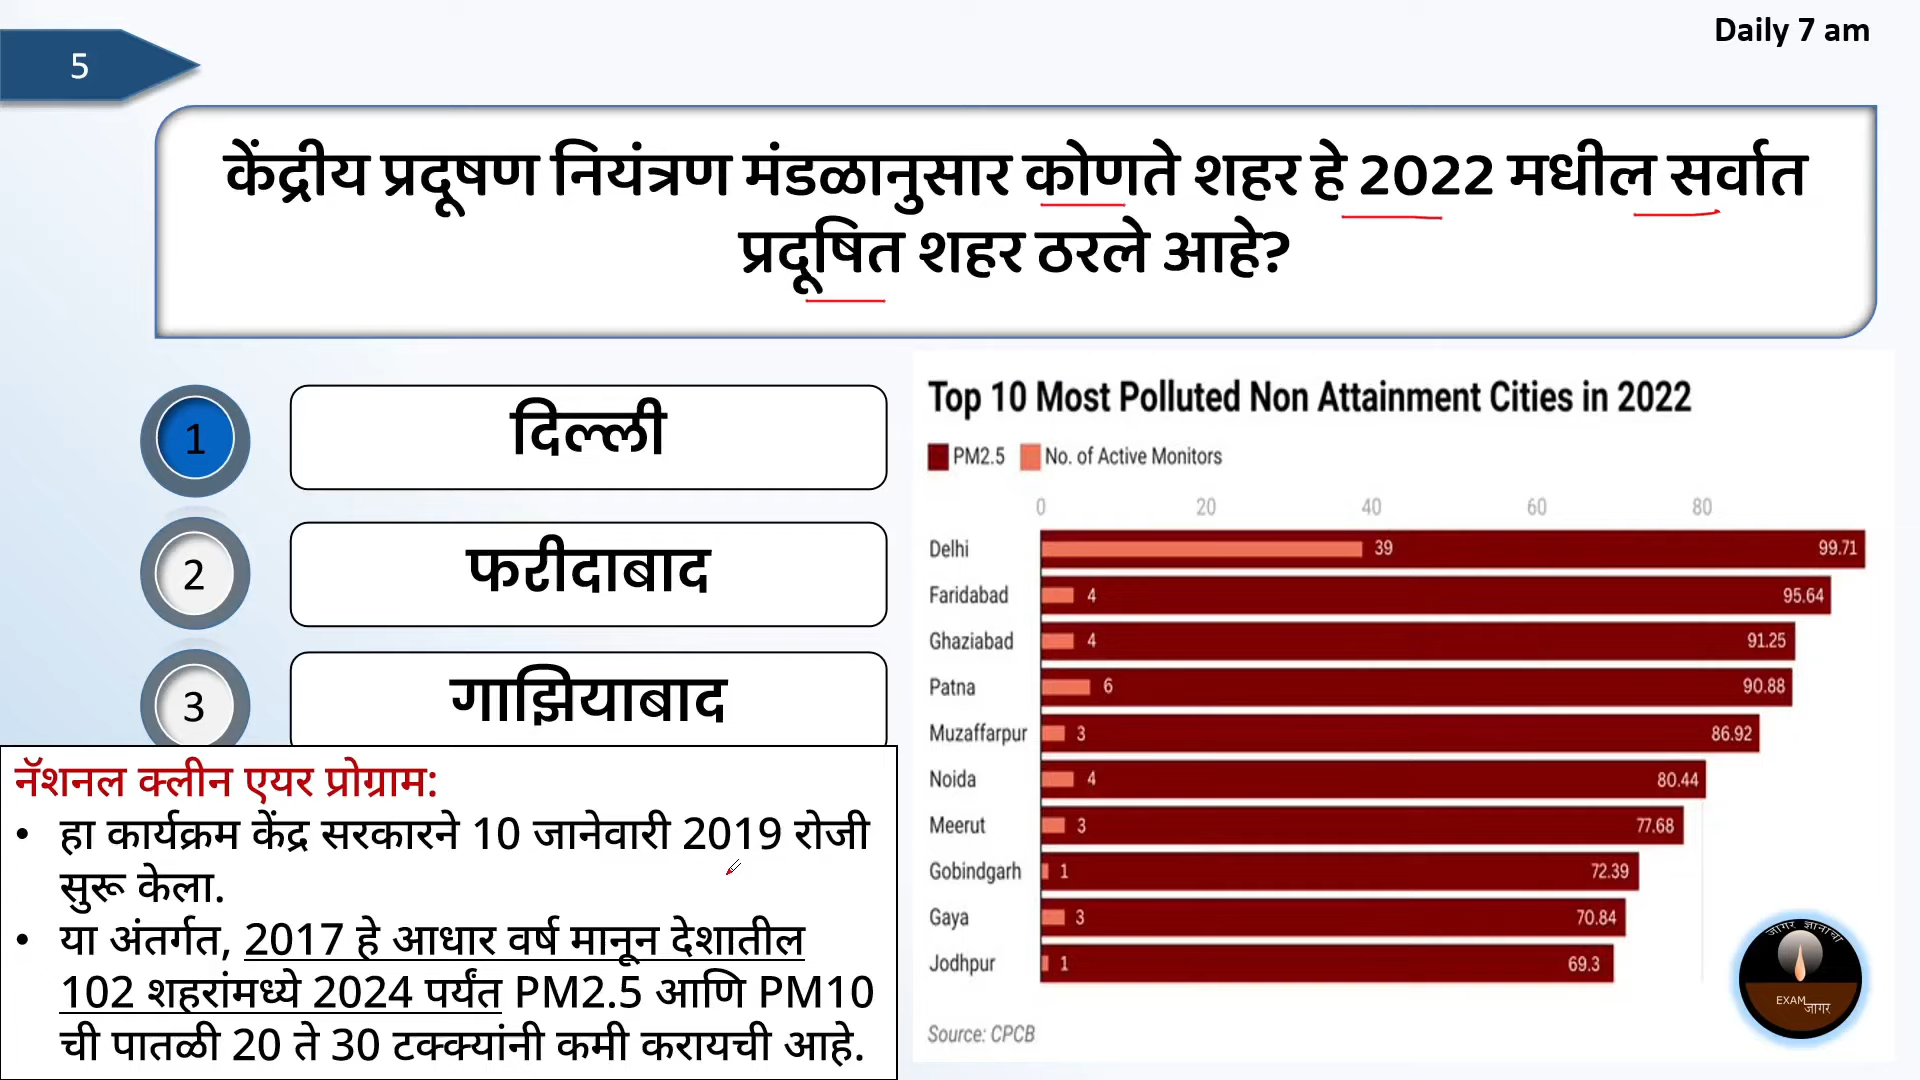 Daily 7 am
5
केंद्रीय प्रदूषण नियंत्रण मंडळानुसार कोणते शहर हे 2022 मधील सर्वात
प्रदूषित शहर ठरले आहे?
1
दिल्ली
2
फरीदाबाद
3
गाझियाबाद
नॅशनल क्लीन एयर प्रोग्राम:
• हा कार्यक्रम केंद्र सरकारने 10 जानेवारी 2019 रोजी
सुरू केला.
• या अंतर्गत, 2017 हे आधार वर्ष मानून देशातील
102 शहरांमध्ये 2024 पर्यंत PM2.5 आणि PM10
ची पातळी 20 ते 30 टक्क्यांनी कमी करायची आहे.
Top 10 Most Polluted Non Attainment Cities in 2022
PM2.5 No. of Active Monitors
0 20 40 60 80
Delhi 39 99.71
Faridabad 4 95.64
Ghaziabad 4 91.25
Patna 6 90.88
Muzaffarpur 3 86.92
Noida 4 80.44
Meerut 3 77.68
Gobindgarh 1 72.39
Gaya 3 70.84
Jodhpur 1 69.3
Source: CPCB
जागर ज्ञानाचा
EXAM जागर